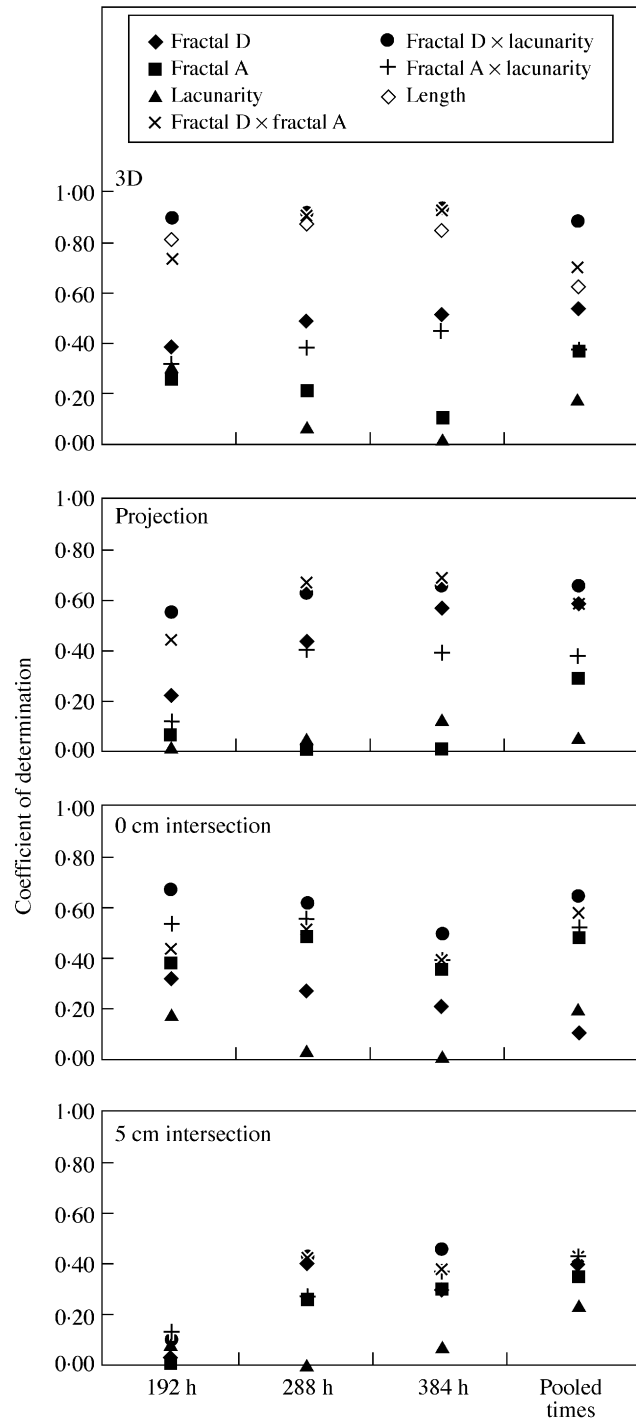 Fractal D
Fractal A
Lacunarity
Fractal D × fractal A
Fractal D × lacunarity
Fractal A × lacunarity
Length
Coefficient of determination
3D
1·00
0·80
0·60
0·40
0·20
0·00
Projection
1·00
0·80
0·60
0·40
0·20
0·00
0 cm intersection
1·00
0·80
0·60
0·40
0·20
0·00
5 cm intersection
1·00
0·80
0·60
0·40
0·20
0·00
192 h
288 h
384 h
Pooled
times